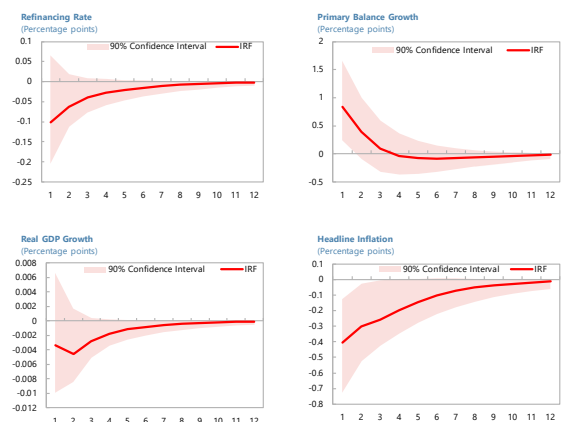 Refinancing Rate
(Percentage points)
0.1
0.05
0
-0.05
-0.1
-0.15
-0.2
-0.25
90% Confidence Interval
IRF
1 2 3 4 5 6 7 8 9 10 11 12
Primary Balance Growth
(Percentage points)
2
1.5
1
0.5
0
-0.5
90% Confidence Interval
IRF
1 2 3 4 5 6 7 8 9 10 11 12
Real GDP Growth
(Percentage points)
0.008
0.006
0.004
0.002
0
-0.002
-0.004
-0.006
-0.008
-0.01
-0.012
90% Confidence Interval
IRF
1 2 3 4 5 6 7 8 9 10 11 12
Headline Inflation
(Percentage points)
0.1
0
-0.1
-0.2
-0.3
-0.4
-0.5
-0.6
-0.7
-0.8
90% Confidence Interval
IRF
1 2 3 4 5 6 7 8 9 10 11 12